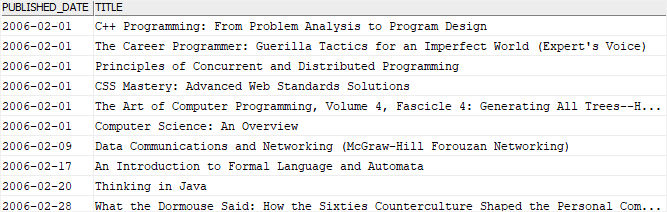 PUBLISHED_DATE TITLE
2006-02-01 C++ Programming: From Problem Analysis to Program Design
2006-02-01 The Career Programmer: Guerilla Tactics for an Imperfect World (Expert's Voice)
2006-02-01 Principles of Concurrent and Distributed Programming
2006-02-01 CSS Mastery: Advanced Web Standards Solutions
2006-02-01 The Art of Computer Programming, Volume 4, Fascicle 4: Generating All Trees--H...
2006-02-01 Computer Science: An Overview
2006-02-09 Data Communications and Networking (McGraw-Hill Forouzan Networking)
2006-02-17 An Introduction to Formal Language and Automata
2006-02-20 Thinking in Java
2006-02-28 What the Dormouse Said: How the Sixties Counterculture Shaped the Personal Com...